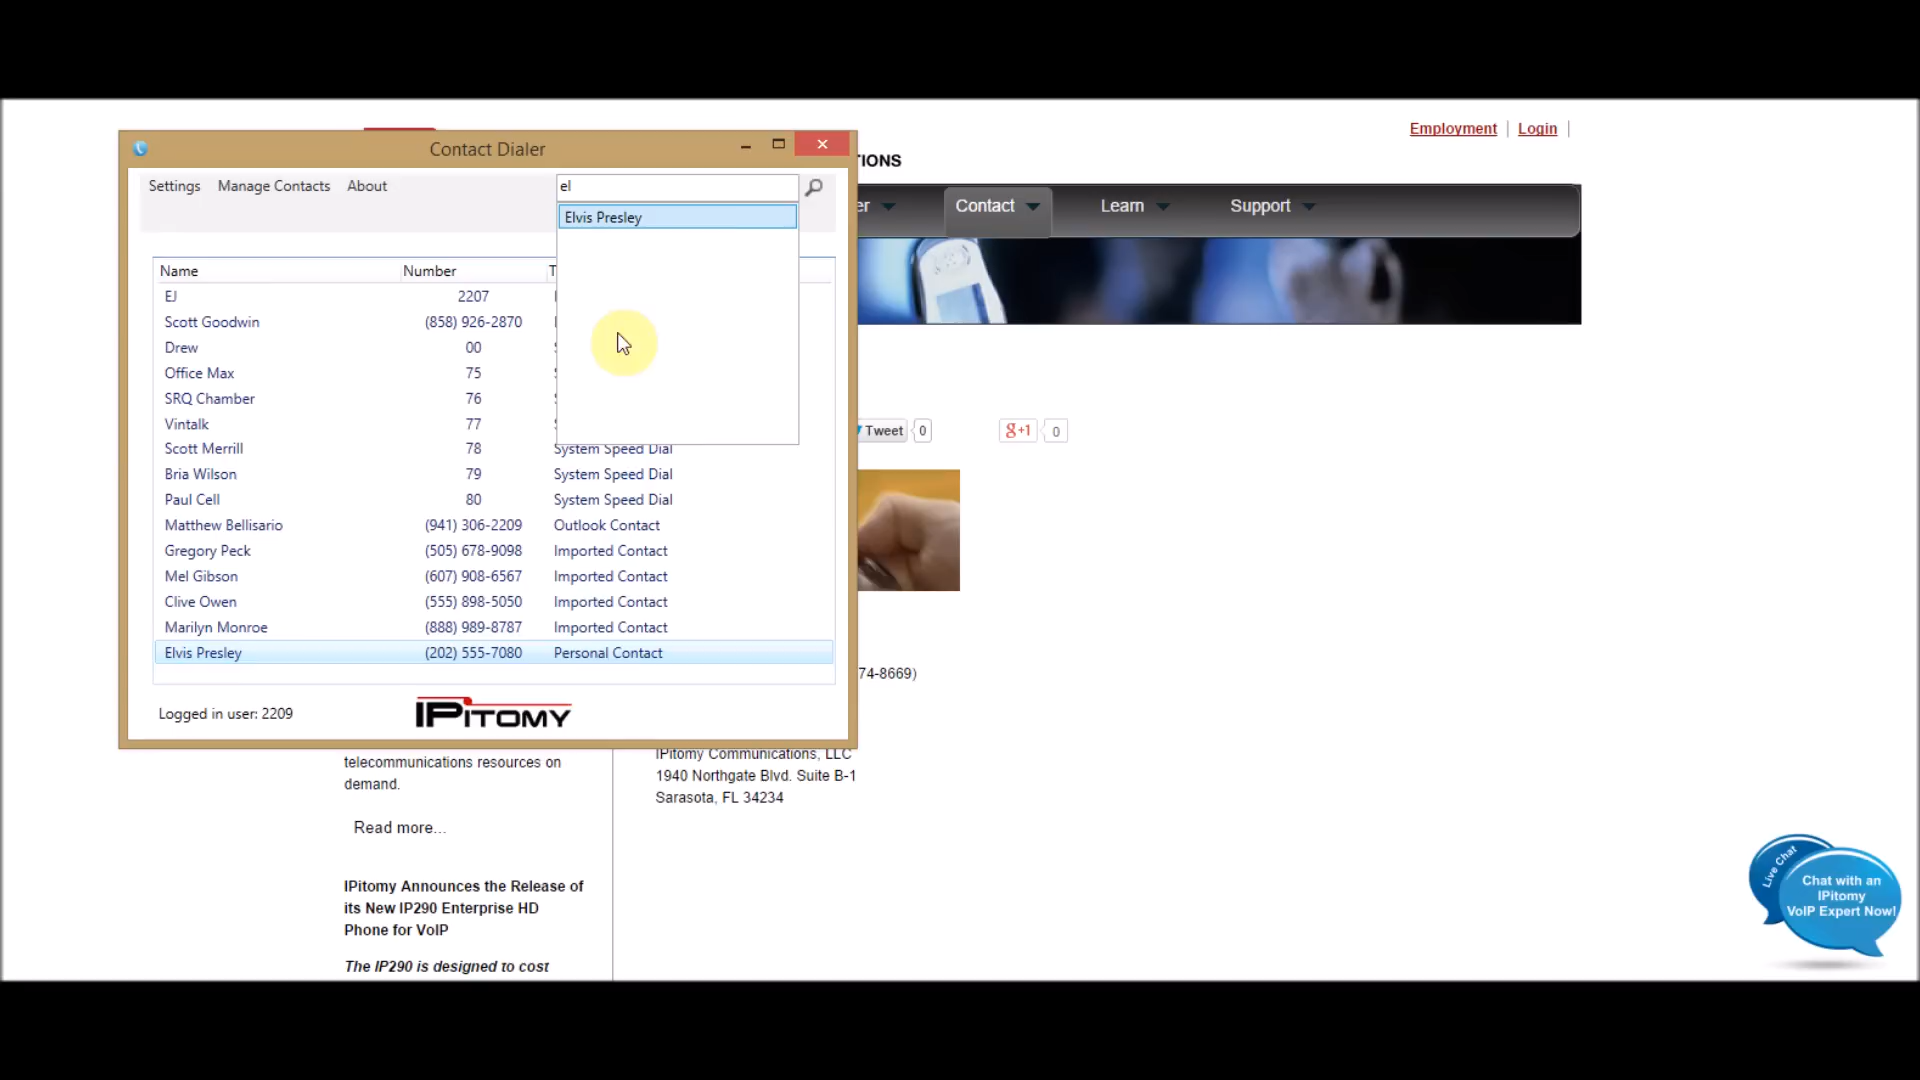 Employment
Login
Contact Dialer
IONS
Settings
Manage Contacts
About
el
er
Contact
Learn
Support
Elvis Presley
Name
Number
T
EJ
2207
Scott Goodwin
(858) 926-2870
Drew
00
Office Max
75
SRQ Chamber
76
Vintalk
77
Tweet
0
g+1
0
Scott Merrill
78
System Speed Dial
Bria Wilson
79
System Speed Dial
Paul Cell
80
System Speed Dial
Matthew Bellisario
(941) 306-2209
Outlook Contact
Gregory Peck
(505) 678-9098
Imported Contact
Mel Gibson
(607) 908-6567
Imported Contact
Clive Owen
(555) 898-5050
Imported Contact
Marilyn Monroe
(888) 989-8787
Imported Contact
Elvis Presley
(202) 555-7080
Personal Contact
74-8669)
Logged in user: 2209
IPITOMY
telecommunications resources on
demand.
Read more...
IPitomy Communications, LLC
1940 Northgate Blvd. Suite B-1
Sarasota, FL 34234
IPitomy Announces the Release of
its New IP290 Enterprise HD
Phone for VoIP
The IP290 is designed to cost
Live Chat
Chat with an
IPitomy
VoIP Expert Now!